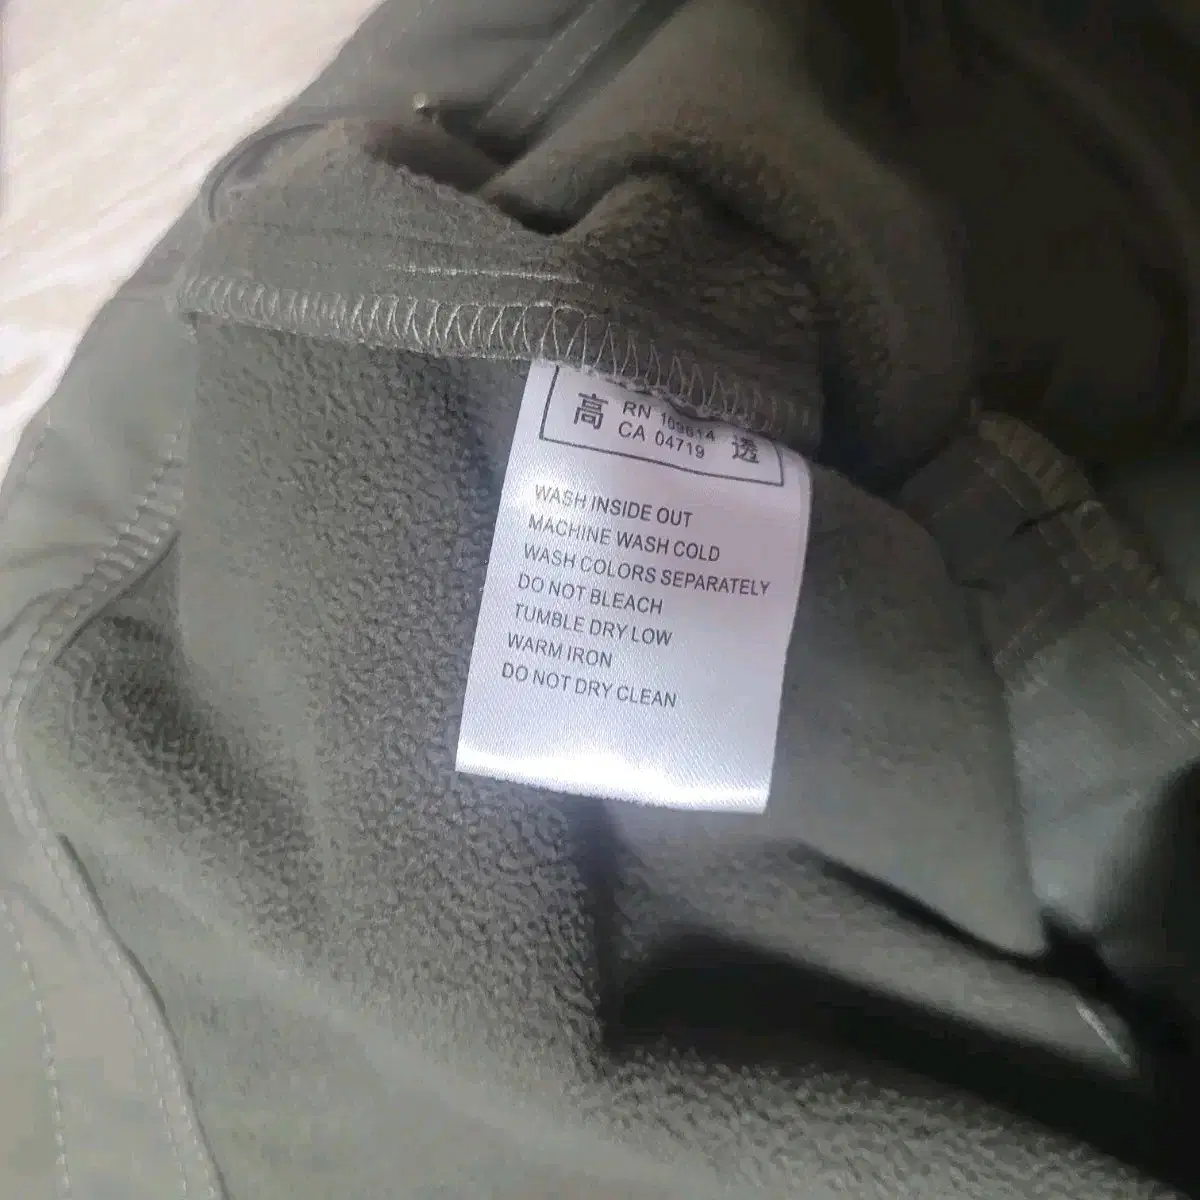 高 RN 109614 透
CA 04719
WASH INSIDE OUT
MACHINE WASH COLD
WASH COLORS SEPARATELY
DO NOT BLEACH
TUMBLE DRY LOW
WARM IRON
DO NOT DRY CLEAN